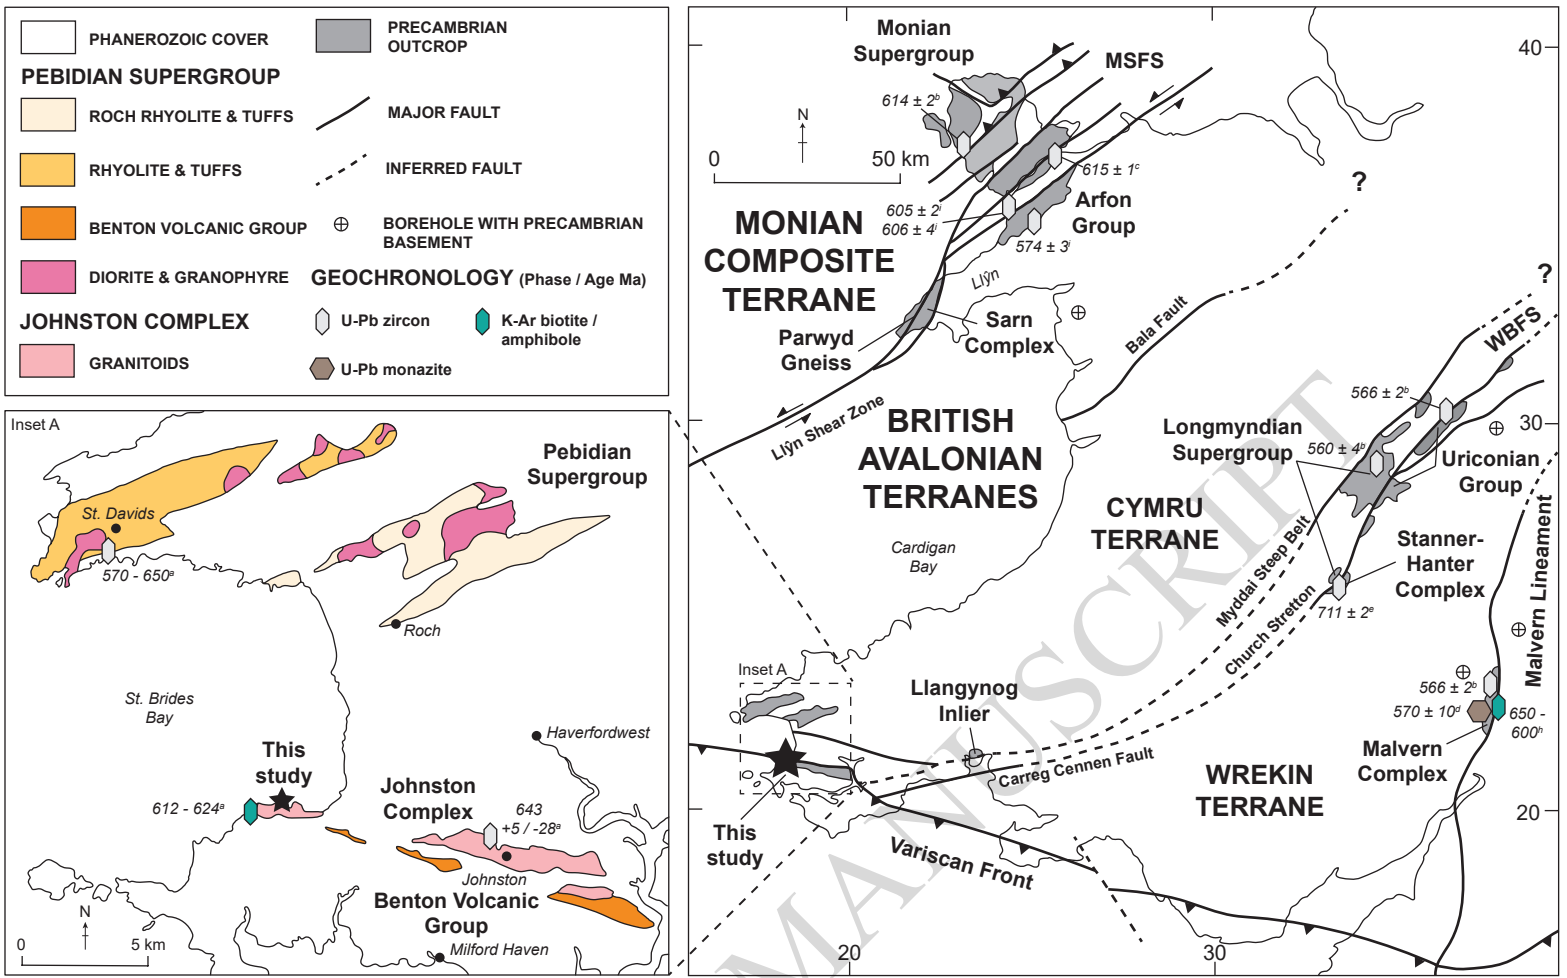 PHANEROZOIC COVER
PRECAMBRIAN
OUTCROP
PEBIDIAN SUPERGROUP
ROCH RHYOLITE & TUFFS
MAJOR FAULT
RHYOLITE & TUFFS
INFERRED FAULT
BENTON VOLCANIC GROUP
BOREHOLE WITH PRECAMBRIAN
BASEMENT
DIORITE & GRANOPHYRE
GEOCHRONOLOGY (Phase / Age Ma)
JOHNSTON COMPLEX
U-Pb zircon
K-Ar biotite /
amphibole
GRANITOIDS
U-Pb monazite
Inset A
Pebidian
Supergroup
St. Davids
570 - 650ᵃ
Roch
St. Brides
Bay
Haverfordwest
This
study
612 - 624ᵃ
Johnston
Complex
643
+5 / -28ᵃ
Johnston
Benton Volcanic
Group
Milford Haven
N
0
5 km
Monian
Supergroup
MSFS
40
614 ± 2ᵇ
N
0
50 km
615 ± 1ᶜ
605 ± 2ⁱ
606 ± 4ⁱ
574 ± 3ⁱ
Arfon
Group
?
MONIAN
COMPOSITE
TERRANE
Llŷn
Parwyd
Gneiss
Sarn
Complex
Bala Fault
?
WBFS
Llŷn Shear Zone
BRITISH
AVALONIAN
TERRANES
566 ± 2ᵇ
Longmyndian
Supergroup
560 ± 4ᵇ
30
Uriconian
Group
CYMRU
TERRANE
Cardigan
Bay
Myddai Steep Belt
Church Stretton
Stanner-
Hanter
Complex
711 ± 2ᵉ
Malvern Lineament
Inset A
Llangynog
Inlier
566 ± 2ᵇ
570 ± 10ᵈ
650 -
600ʰ
Malvern
Complex
Carreg Cennen Fault
WREKIN
TERRANE
20
This
study
Variscan Front
20
30
MANUSCRIPT